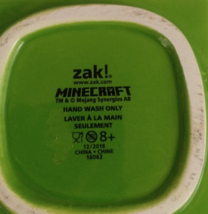 zak!.
www.zak.com
MINECRAFT
TM & © Mojang Synergies AB
HAND WASH ONLY
LAVER À LA MAIN
SEULEMENT
8+
12/2018
CHINA • CHINE